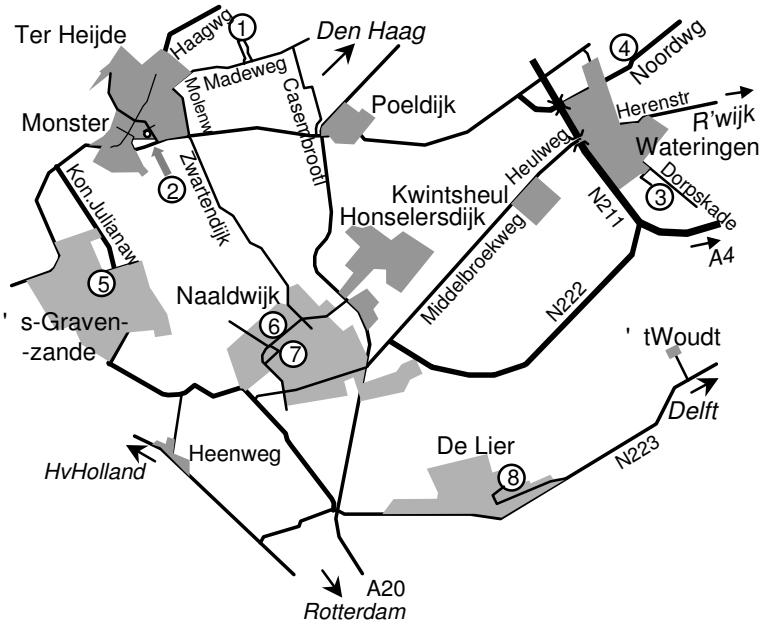 Ter Heijde
Haagwg
1
Den Haag
4
Noordwg
Madeweg
Molenw
Casembrootl
Poeldijk
Herenstr
R'wijk
Monster
Wateringen
2
Zwartendijk
Heulweg
Kwintsheul
3
Dorpskade
Kon.Julianaw
Honselersdijk
N211
A4
5
Naaldwijk
Middelbroekweg
N222
' s-Graven-
-zande
6
7
' tWoudt
Delft
De Lier
HvHolland
Heenweg
8
N223
A20
Rotterdam